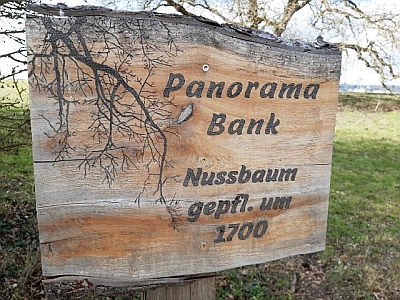 Panorama
Bank
Nussbaum
gepfl. um
1700